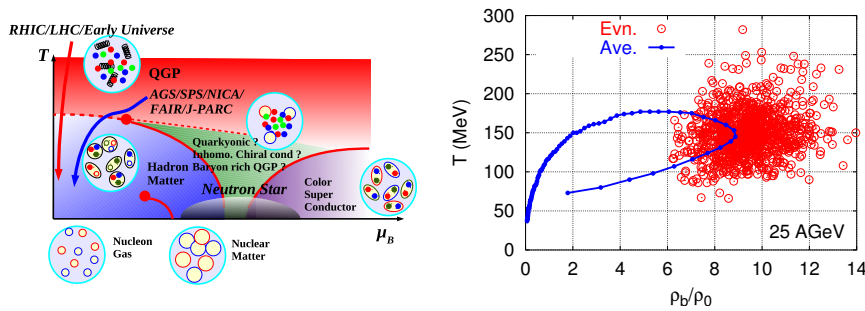 RHIC/LHC/Early Universe
T
QGP
AGS/SPS/NICA/
FAIR/J-PARC
Quarkyonic ?
Inhomo. Chiral cond ?
Baryon rich QGP ?
Hadron
Matter
Neutron Star
Color
Super
Conductor
μB
Nucleon
Gas
Nuclear
Matter
Evn.
Ave.
T (MeV)
300
250
200
150
100
50
0
0 2 4 6 8 10 12 14
25 AGeV
ρb/ρ0